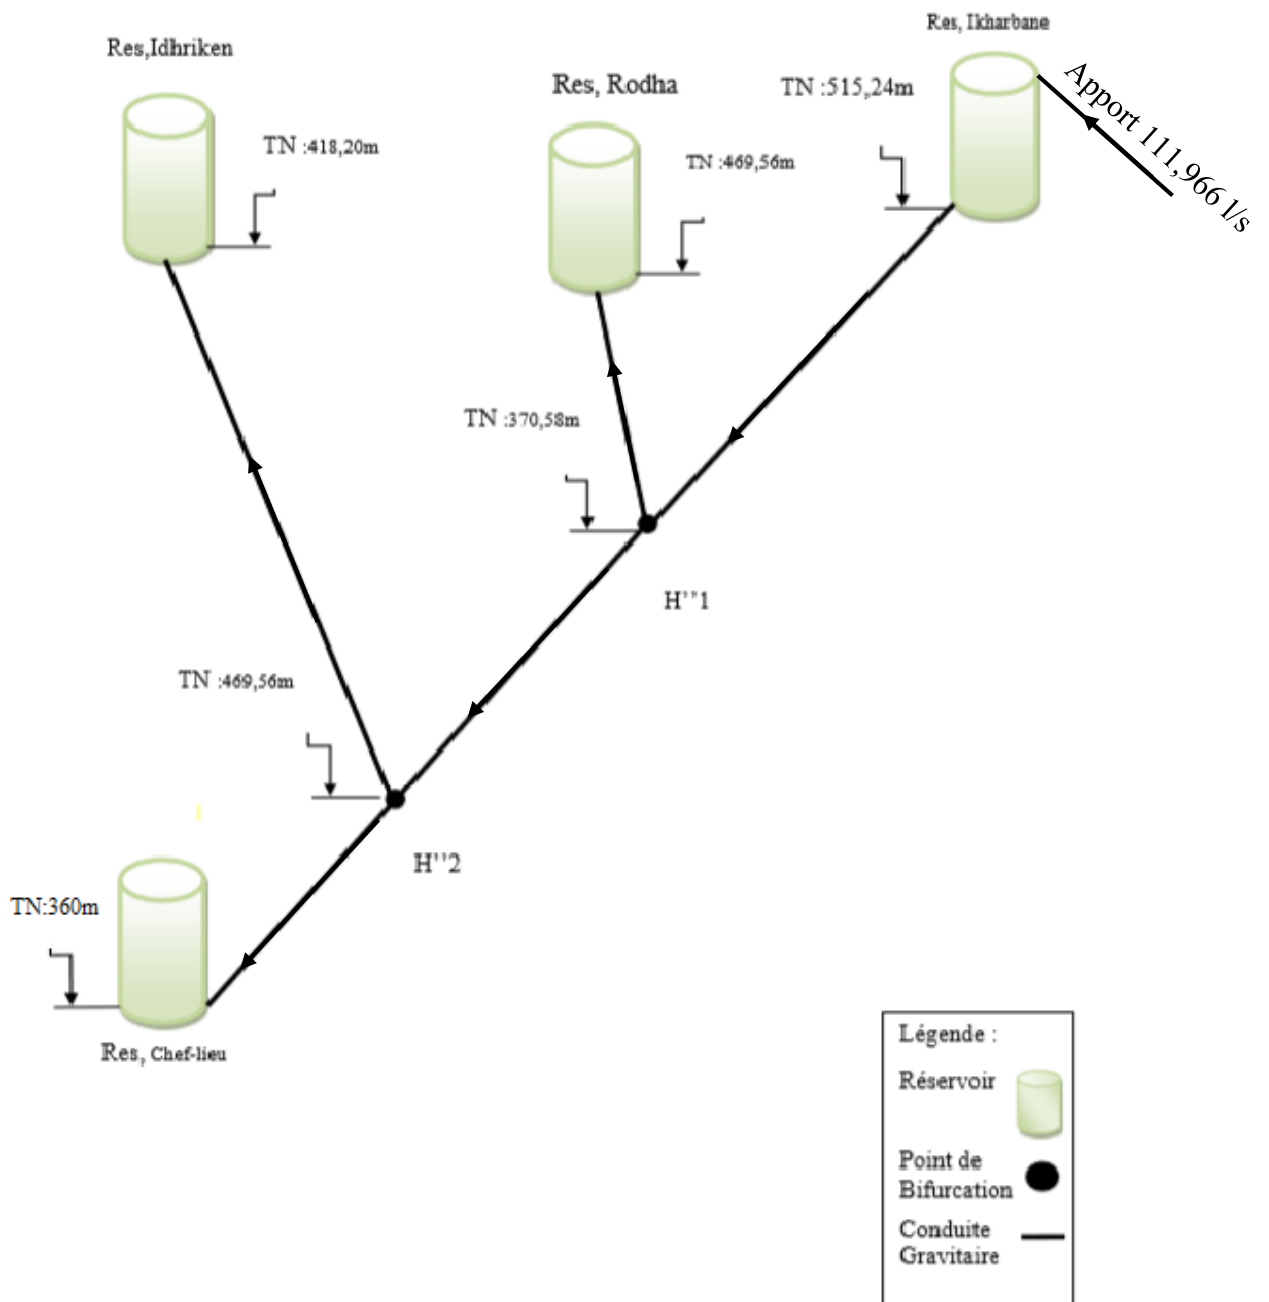 Res, Ikharbane
Res,Idhriken
Res, Rodha
TN :515,24m
Apport 111,966 l/s
TN :418,20m
TN :469,56m
TN :370,58m
H’’1
TN :469,56m
H’’2
TN:360m
Res, Chef-lieu
Légende :
Réservoir
Point de
Bifurcation
Conduite
Gravitaire